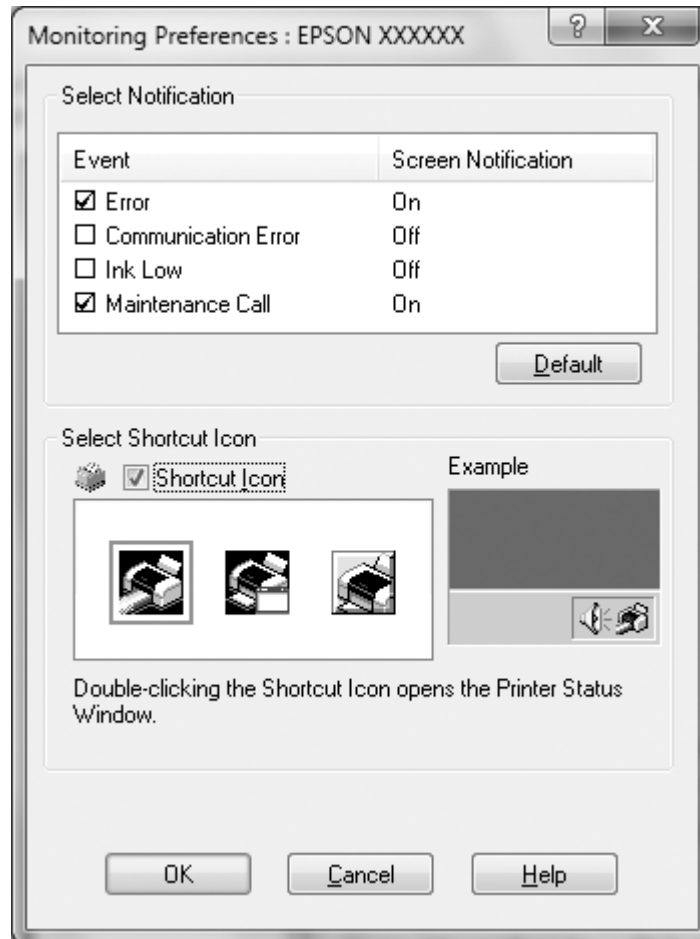 Monitoring Preferences : EPSON XXXXXX
Select Notification
Event Screen Notification
Error On
Communication Error Off
Ink Low Off
Maintenance Call On
Default
Select Shortcut Icon
Shortcut Icon
Example
Double-clicking the Shortcut Icon opens the Printer Status
Window.
OK Cancel Help